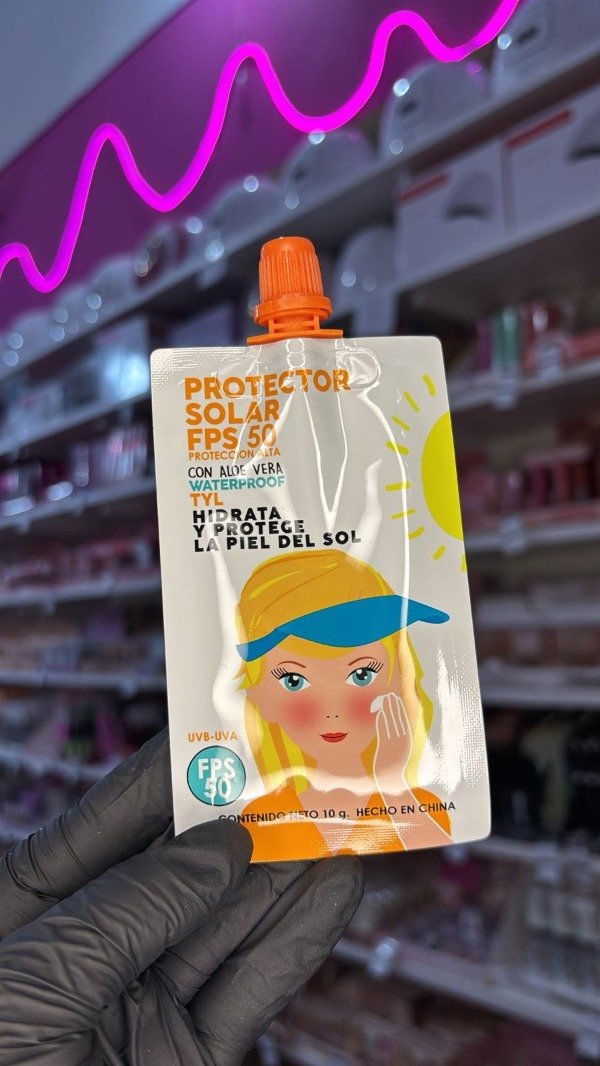 PROTECTOR
SOLAR
FPS 50
PROTECCION ALTA
CON ALOE VERA
WATERPROOF
TYL
HIDRATA
Y PROTEGE
LA PIEL DEL SOL
UVB-UVA
FPS
50
CONTENIDO NETO 10 g. HECHO EN CHINA